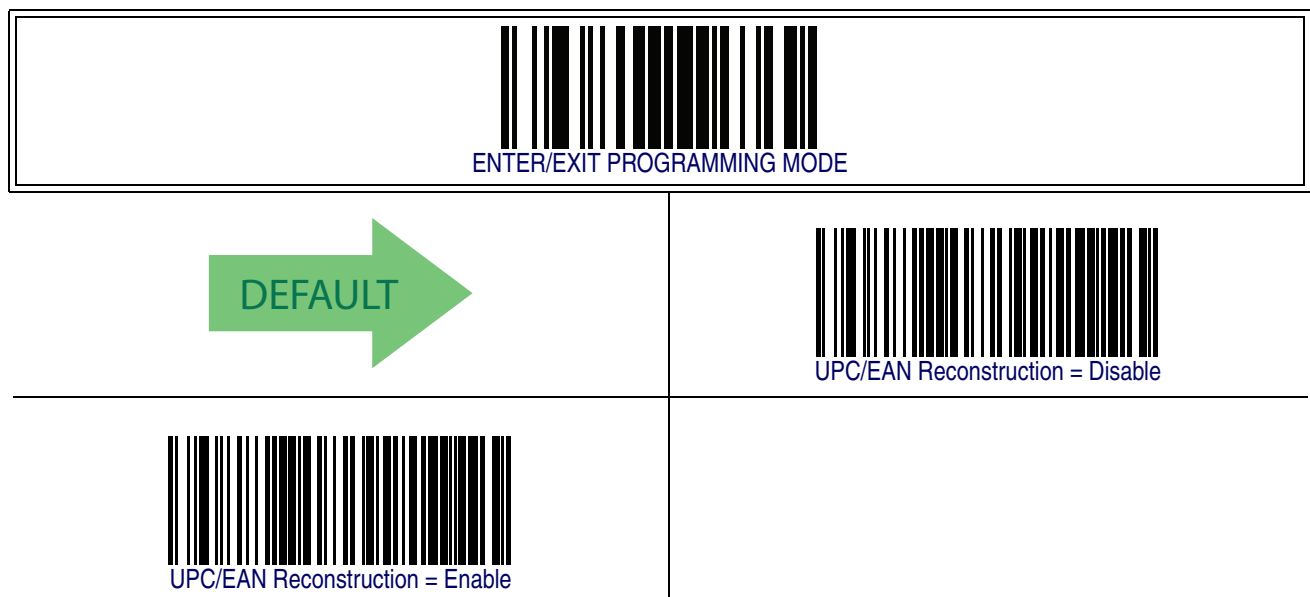 ENTER/EXIT PROGRAMMING MODE
DEFAULT
UPC/EAN Reconstruction = Disable
UPC/EAN Reconstruction = Enable